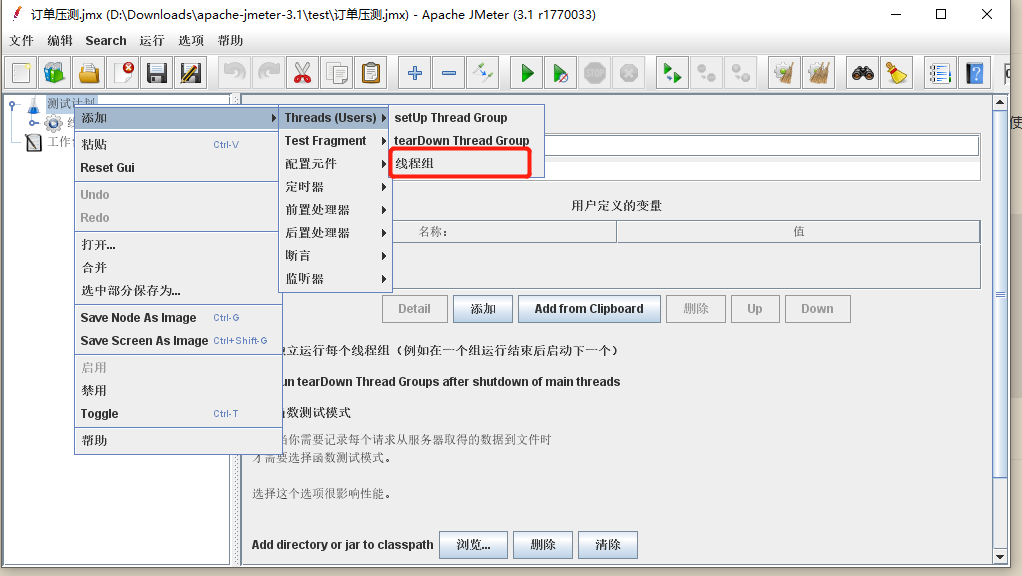 订单压测.jmx (D:\Downloads\apache-jmeter-3.1\test\订单压测.jmx) - Apache JMeter (3.1 r1770033)
文件 编辑 Search 运行 选项 帮助
测试计划
工作台
添加
粘贴 Ctrl-V
Reset Gui
Undo
Redo
打开...
合并
选中部分保存为...
Save Node As Image Ctrl-G
Save Screen As Image Ctrl+Shift-G
启用
禁用
Toggle Ctrl-T
帮助
Threads (Users)
Test Fragment
配置元件
定时器
前置处理器
后置处理器
断言
监听器
setUp Thread Group
tearDown Thread Group
线程组
用户定义的变量
名称: 值
Detail 添加 Add from Clipboard 删除 Up Down
立运行每个线程组（例如在一个组运行结束后启动下一个）
un tearDown Thread Groups after shutdown of main threads
数测试模式
当你需要记录每个请求从服务器取得的数据到文件时
才需要选择函数测试模式。
选择这个选项很影响性能。
Add directory or jar to classpath 浏览... 删除 清除
使